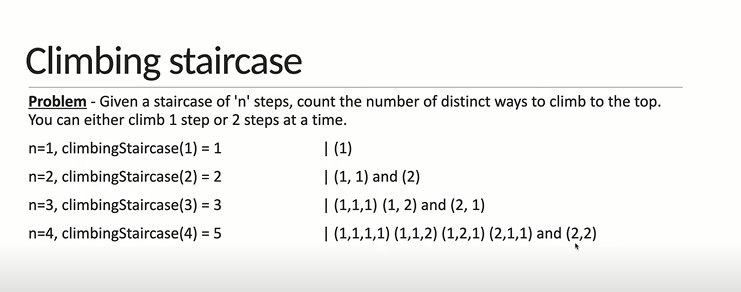 Climbing staircase
Problem - Given a staircase of 'n' steps, count the number of distinct ways to climb to the top.
You can either climb 1 step or 2 steps at a time.
n=1, climbingStaircase(1) = 1 | (1)
n=2, climbingStaircase(2) = 2 | (1, 1) and (2)
n=3, climbingStaircase(3) = 3 | (1,1,1) (1, 2) and (2, 1)
n=4, climbingStaircase(4) = 5 | (1,1,1,1) (1,1,2) (1,2,1) (2,1,1) and (2,2)